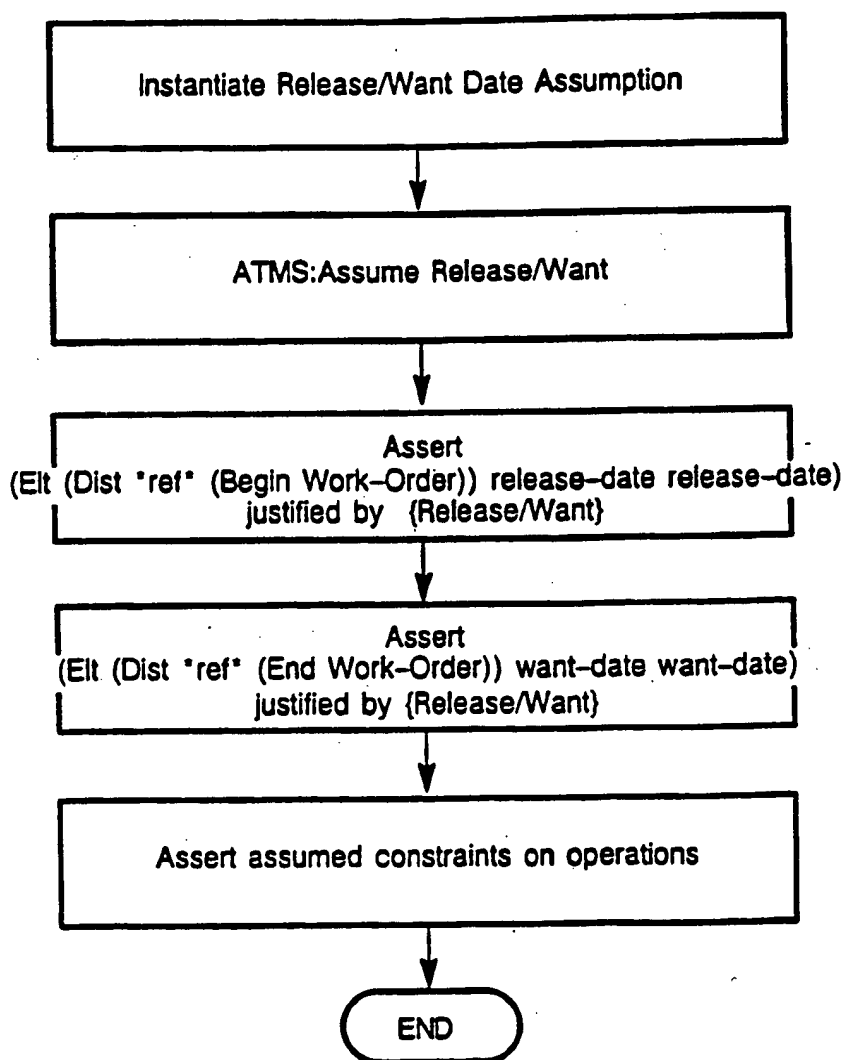 Instantiate Release/Want Date Assumption
ATMS:Assume Release/Want
Assert
(Elt (Dist *ref* (Begin Work–Order)) release–date release–date)
justified by {Release/Want}
Assert
(Elt (Dist *ref* (End Work–Order)) want–date want–date)
justified by {Release/Want}
Assert assumed constraints on operations
END